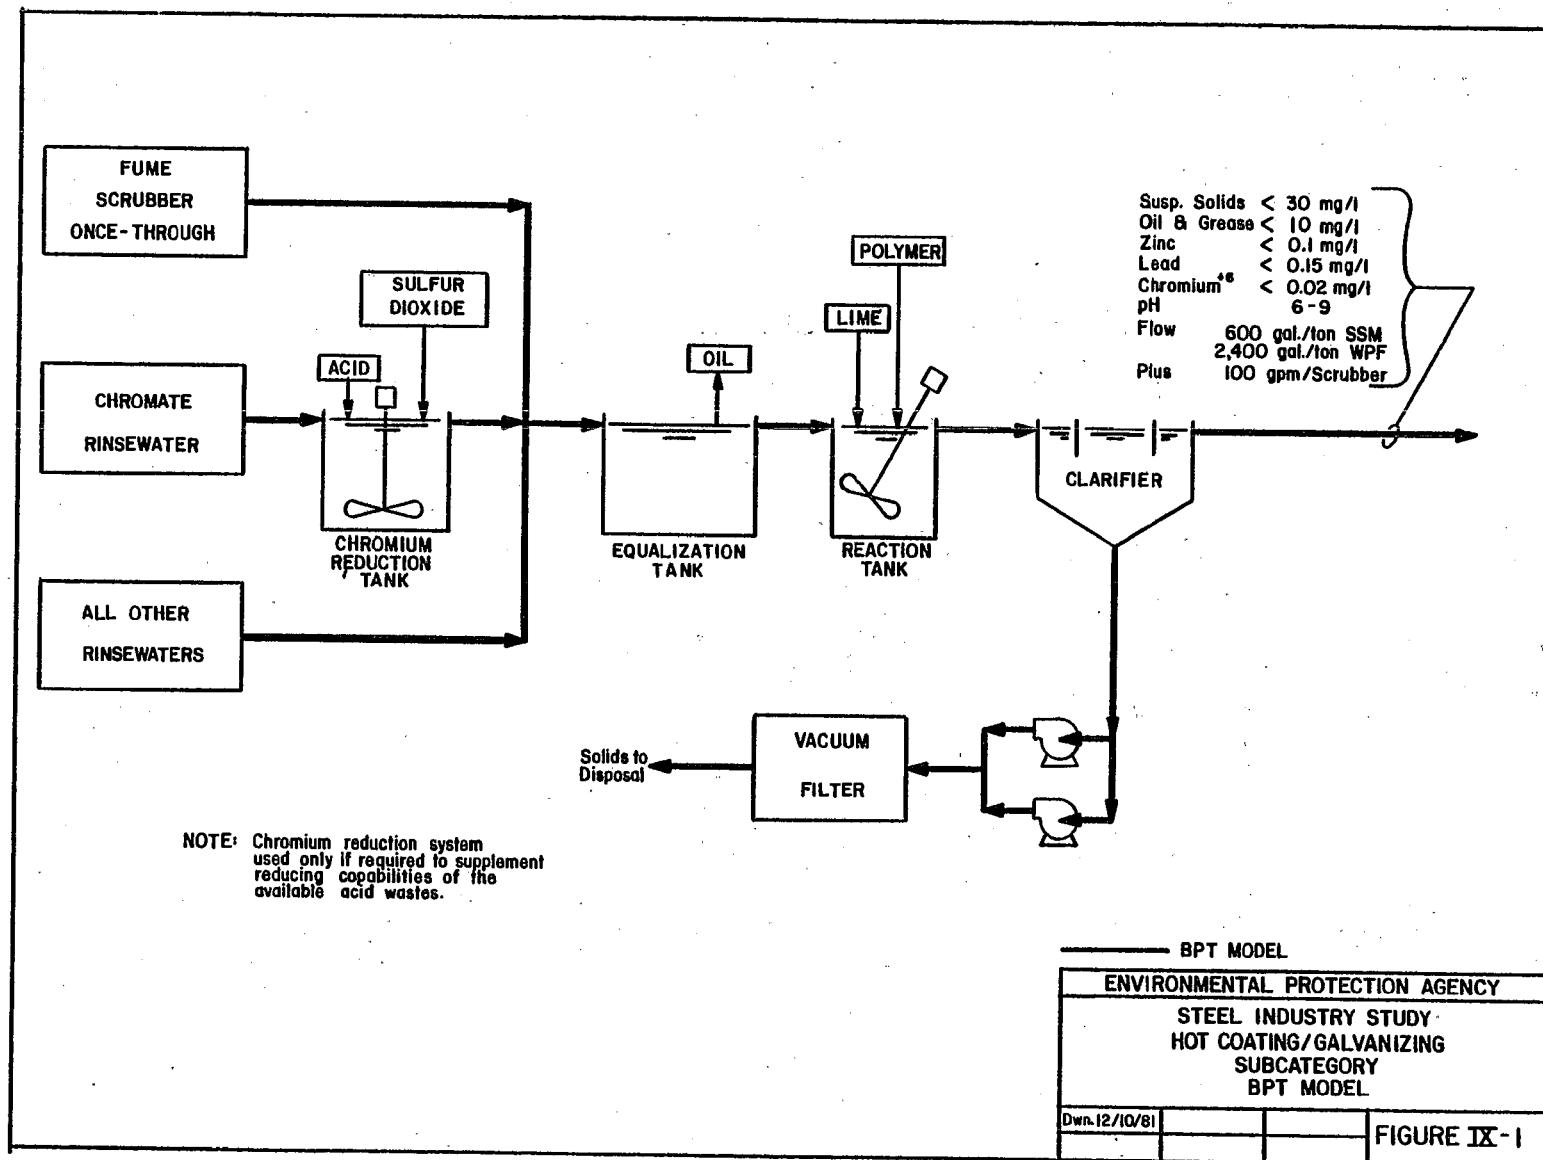 FUME
SCRUBBER
ONCE-THROUGH
SULFUR
DIOXIDE
ACID
CHROMATE
RINSEWATER
CHROMIUM
REDUCTION
TANK
ALL OTHER
RINSEWATERS
OIL
EQUALIZATION
TANK
POLYMER
LIME
REACTION
TANK
CLARIFIER
Susp. Solids < 30 mg/l
Oil & Grease < 10 mg/l
Zinc < 0.1 mg/l
Lead < 0.15 mg/l
Chromium+6 < 0.02 mg/l
pH 6-9
Flow 600 gal./ton SSM
2,400 gal./ton WPF
Plus 100 gpm/Scrubber
VACUUM
FILTER
Solids to
Disposal
NOTE: Chromium reduction system
used only if required to supplement
reducing capabilities of the
available acid wastes.
BPT MODEL
ENVIRONMENTAL PROTECTION AGENCY
STEEL INDUSTRY STUDY
HOT COATING/GALVANIZING
SUBCATEGORY
BPT MODEL
Dwn.12/10/81
FIGURE IX-1